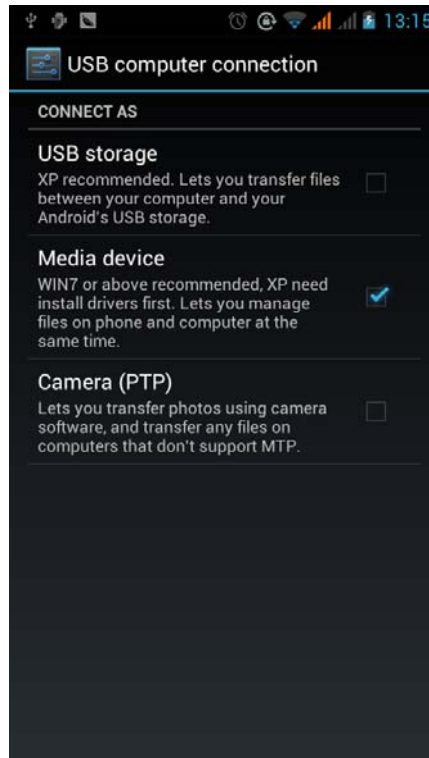 13:15
USB computer connection
CONNECT AS
USB storage
XP recommended. Lets you transfer files
between your computer and your
Android's USB storage.
Media device
WIN7 or above recommended, XP need
install drivers first. Lets you manage
files on phone and computer at the
same time.
Camera (PTP)
Lets you transfer photos using camera
software, and transfer any files on
computers that don't support MTP.